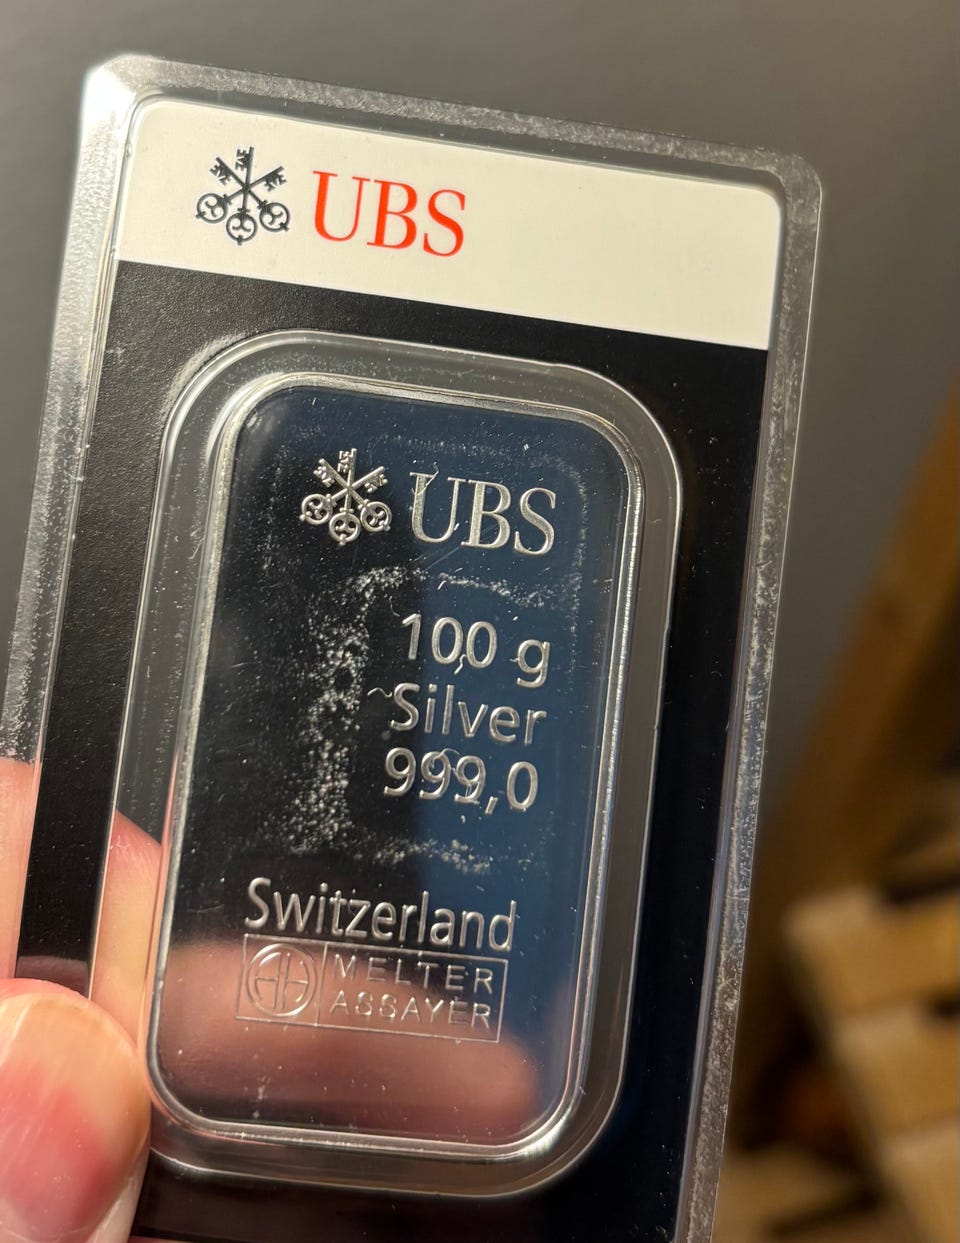 UBS
UBS
100 g
Silver
999,0
Switzerland
MELTER
ASSAYER